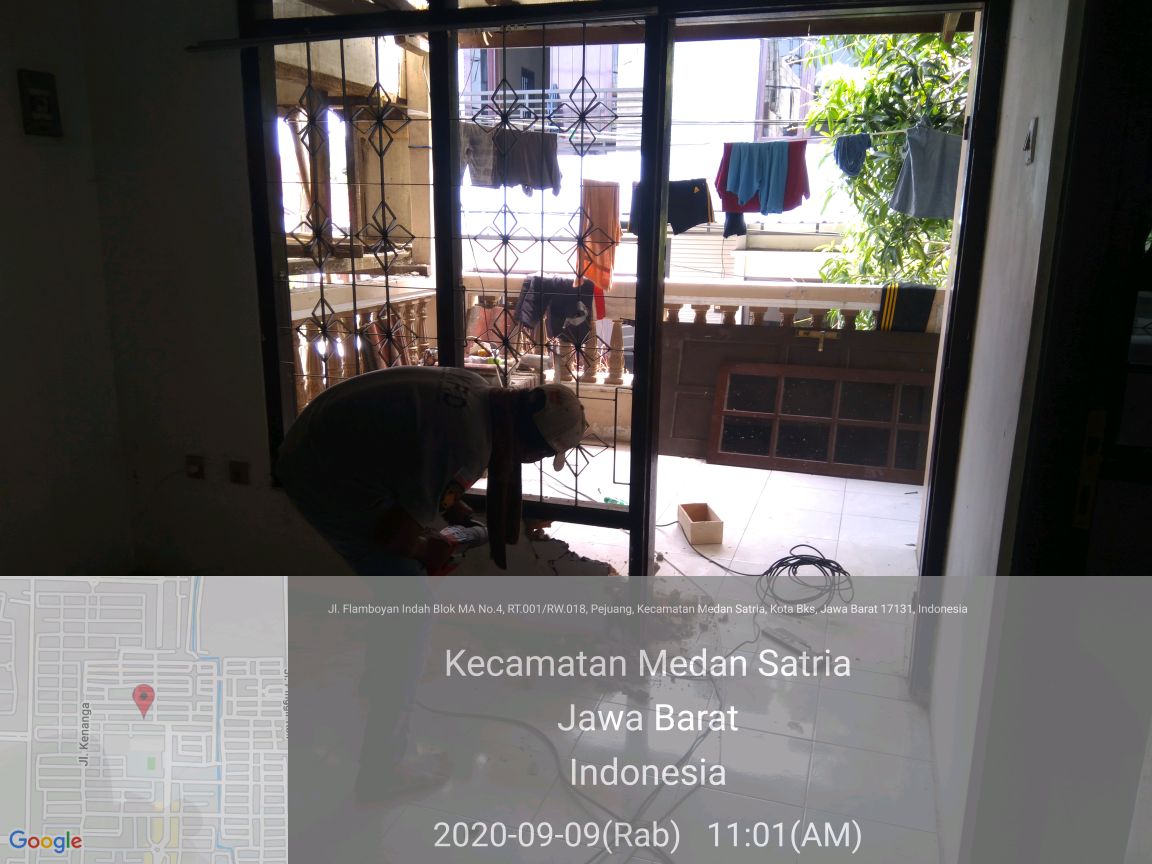 Jl. Flamboyan Indah Blok MA No.4, RT.001/RW.018, Pejuang, Kecamatan Medan Satria, Kota Bks, Jawa Barat 17131, Indonesia
Kecamatan Medan Satria
Jawa Barat
Indonesia
2020-09-09(Rab) 11:01(AM)
Jl. Kenanga
Google